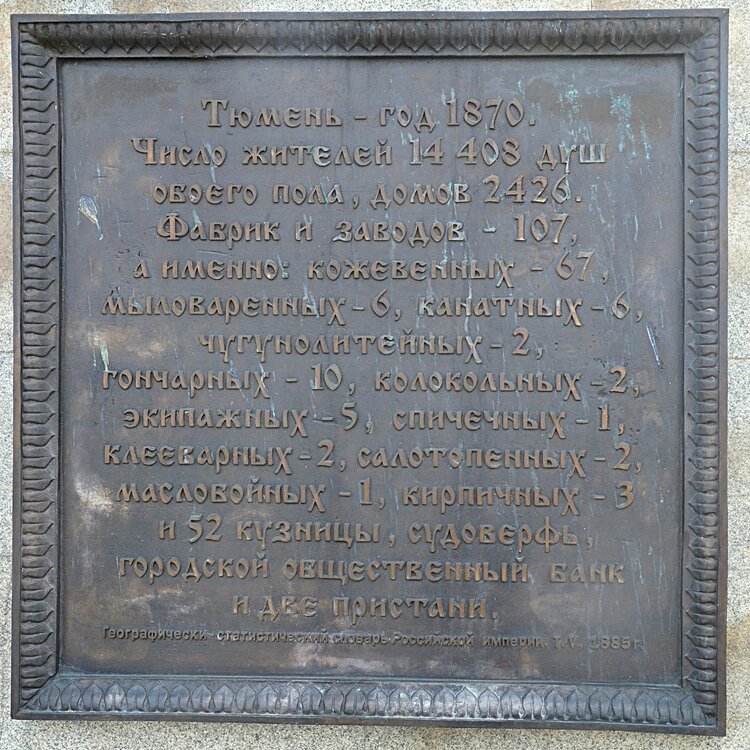 Тюмень - год 1870.
Число жителей 14 408 душ
обоего пола, домов 2426.
Фабрик и заводов - 107,
а именно: кожевенных - 67,
мыловаренных - 6, канатных - 6,
чугунолитейных - 2,
гончарных - 10, колокольных - 2,
экипажных - 5, спичечных - 1,
клееварных - 2, салотопенных - 2,
масловойных - 1, кирпичных - 3
и 52 кузницы, судоверфь,
городской общественный банк
и две пристани.
Географически-статистический словарь Российской империи, т. V. 1885 г.